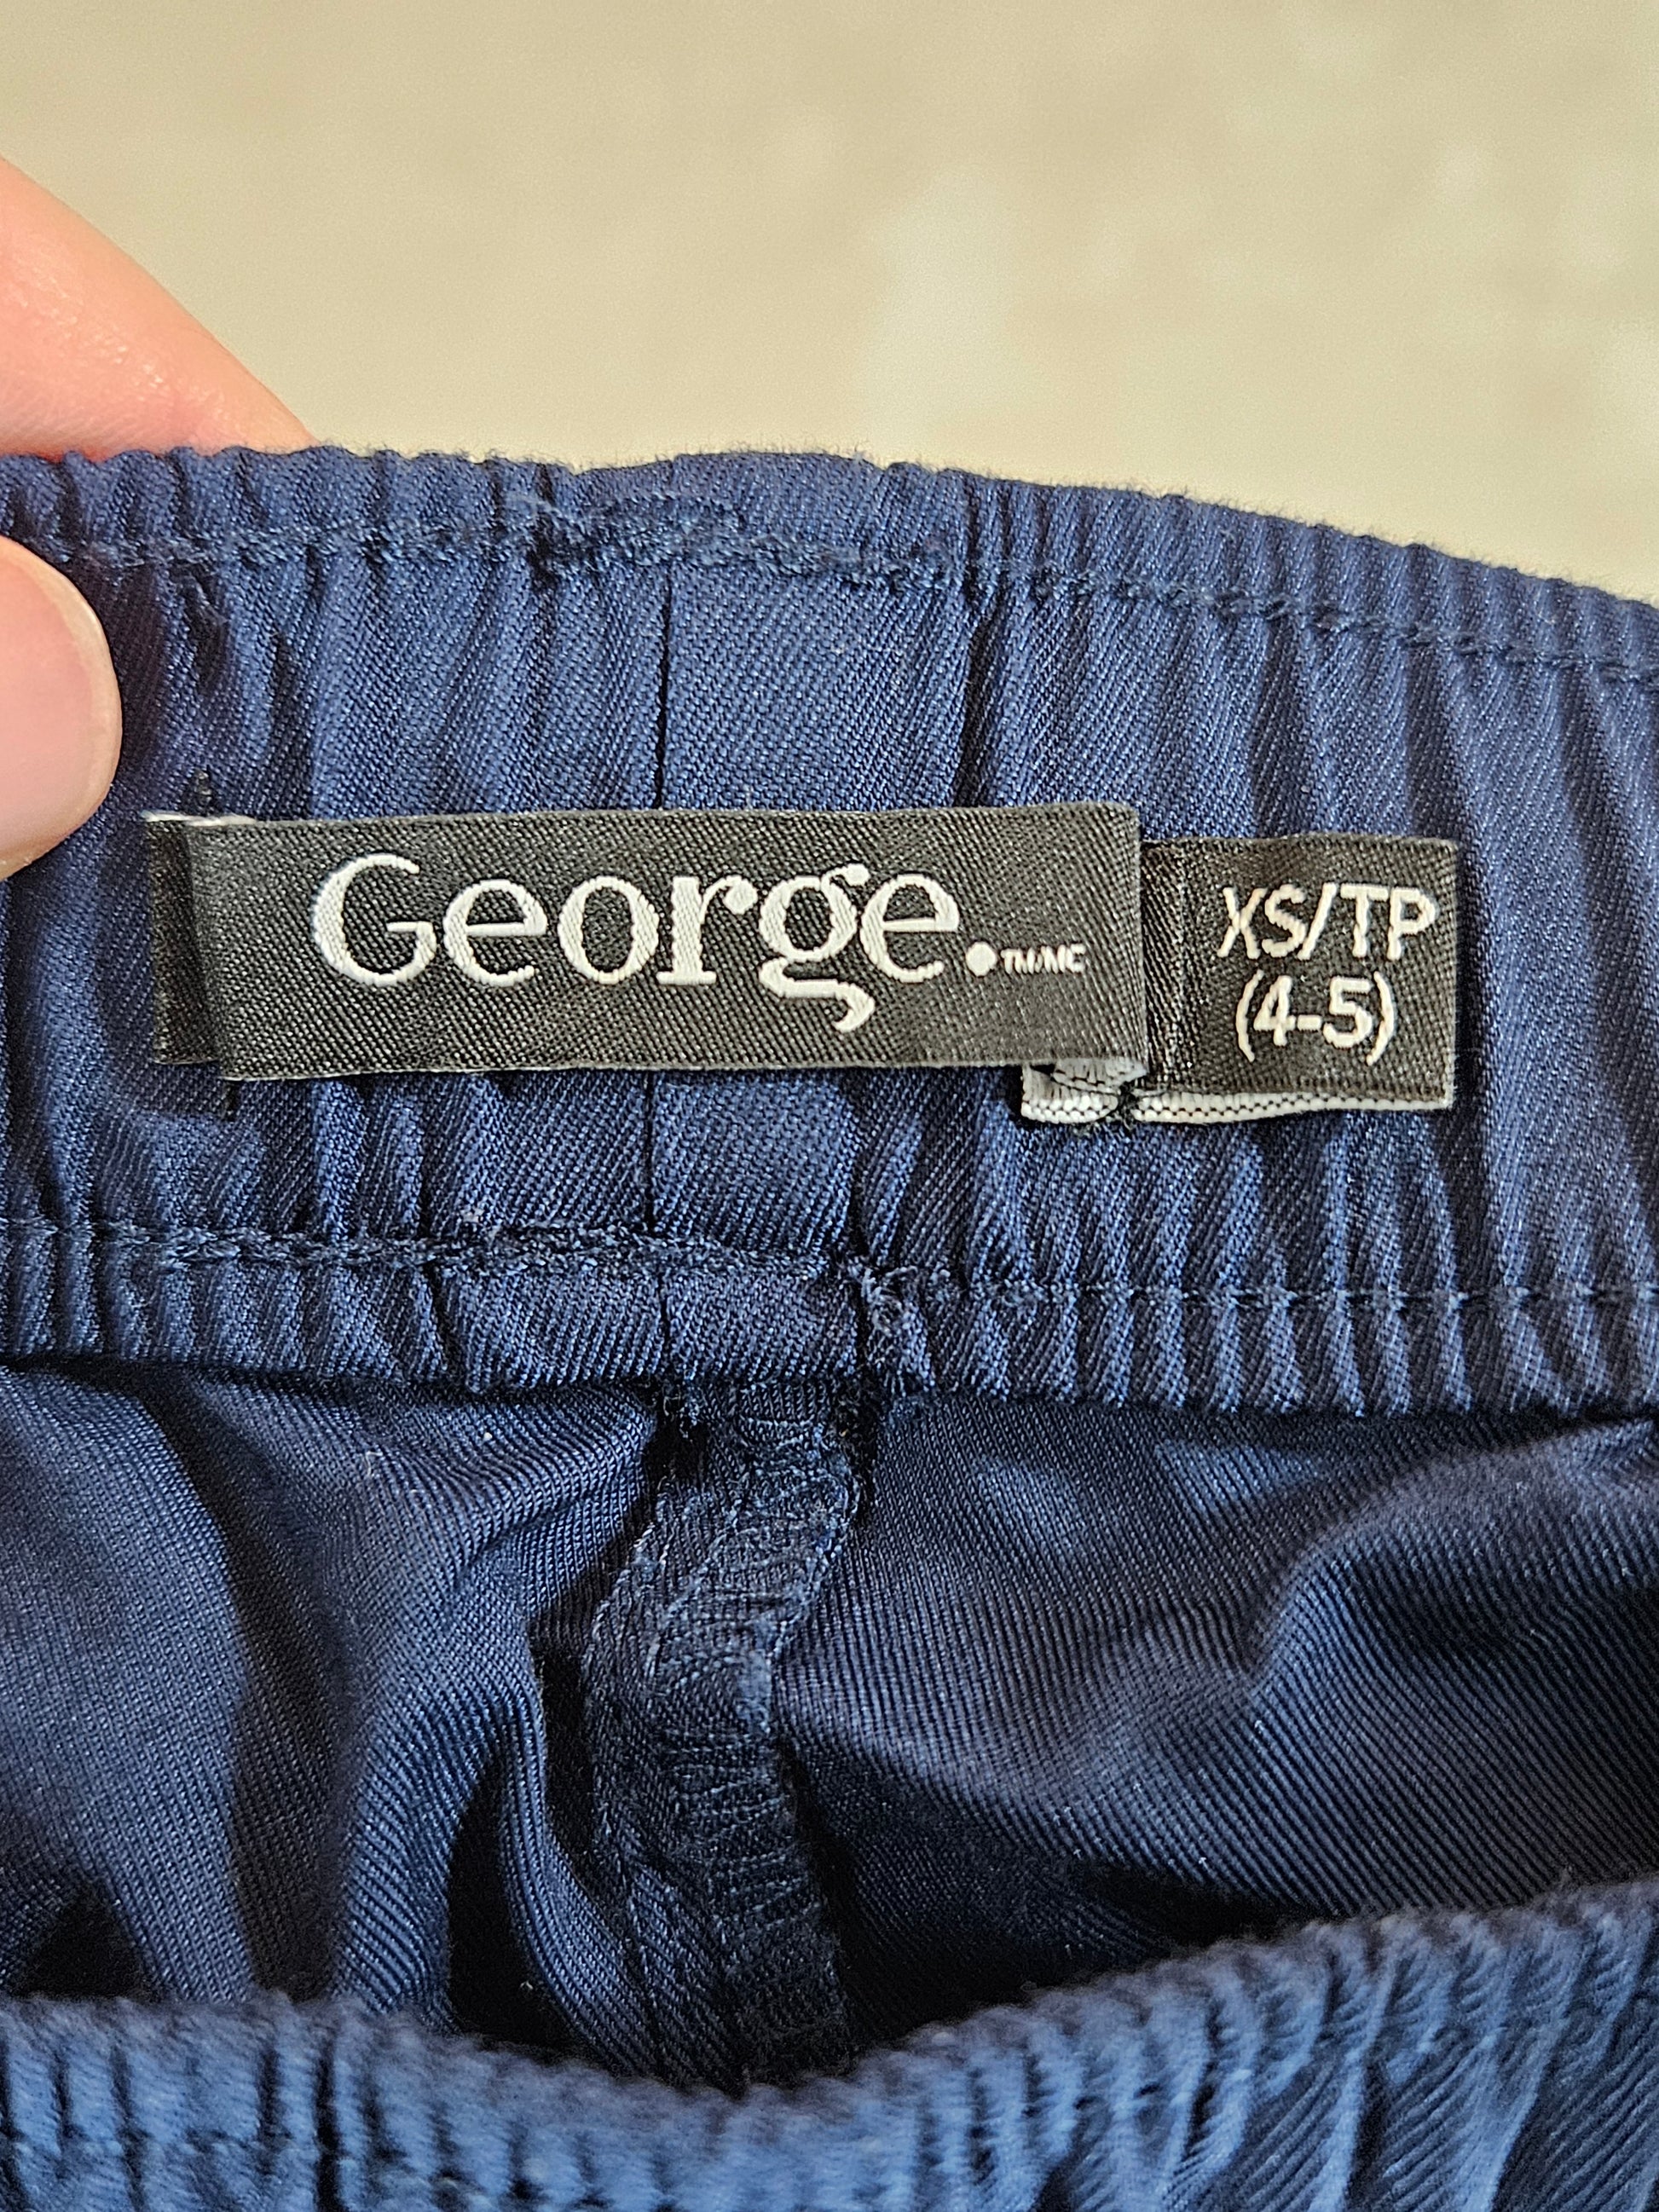 George.™/MC
XS/TP
(4-5)